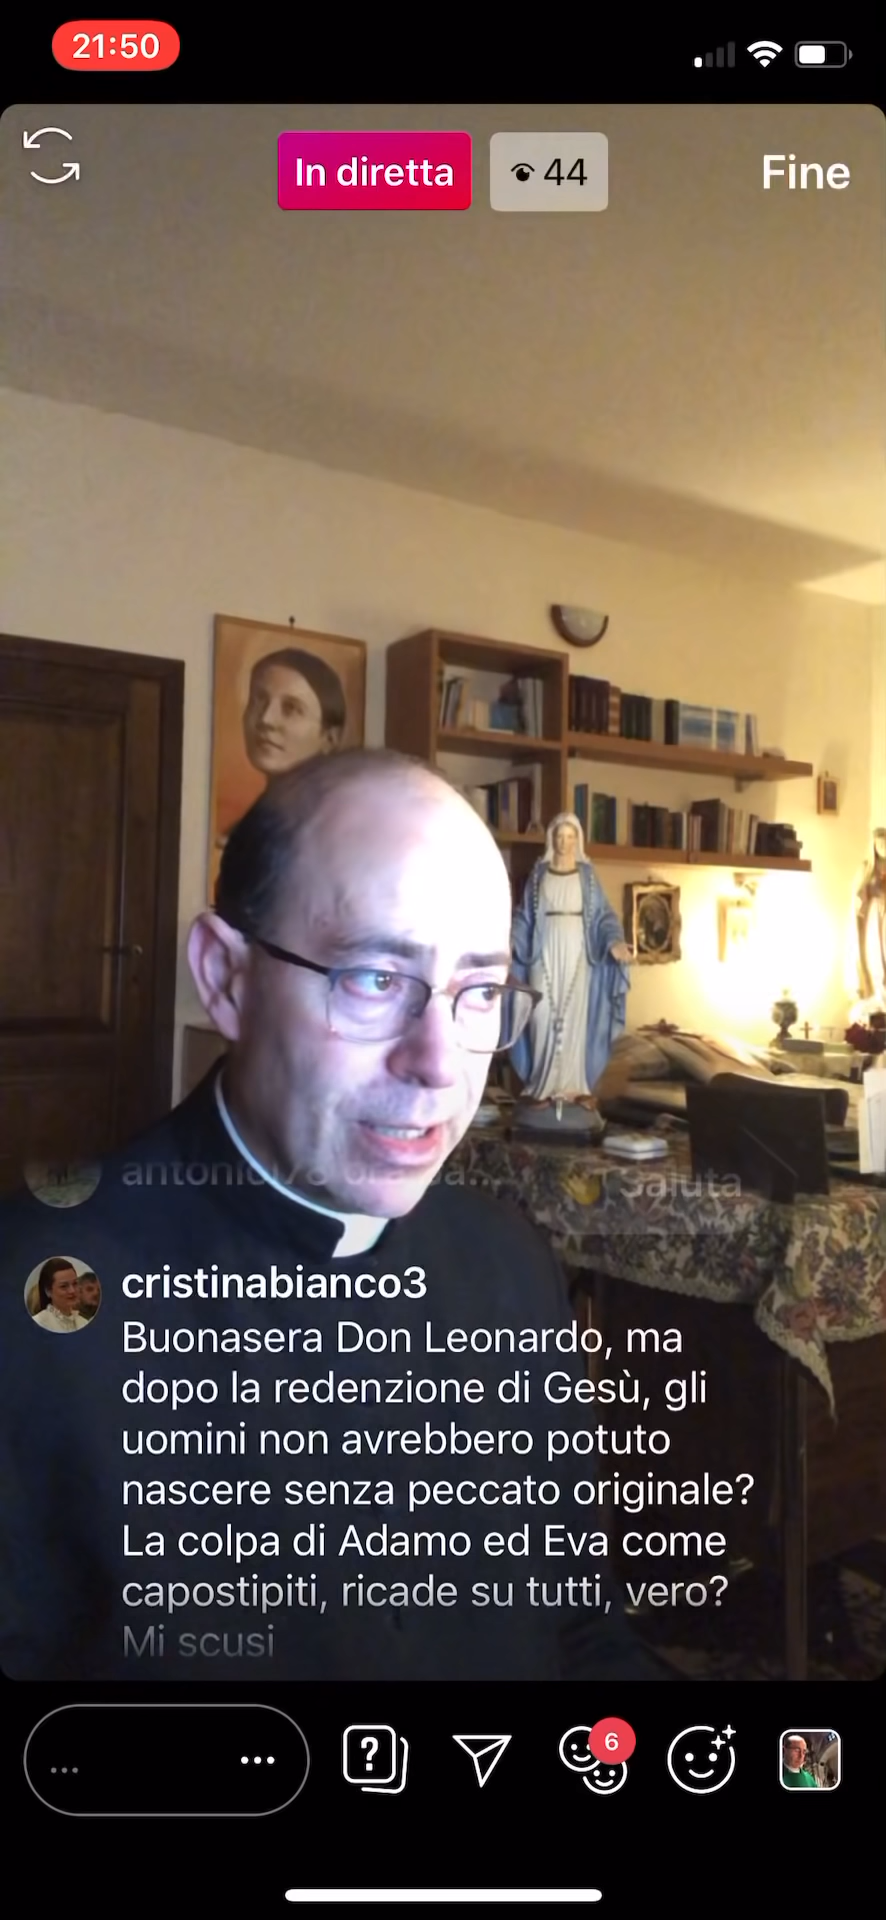 21:50
In diretta
44
Fine
Saluta
cristinabianco3
Buonasera Don Leonardo, ma
dopo la redenzione di Gesù, gli
uomini non avrebbero potuto
nascere senza peccato originale?
La colpa di Adamo ed Eva come
capostipiti, ricade su tutti, vero?
Mi scusi
...
?
6